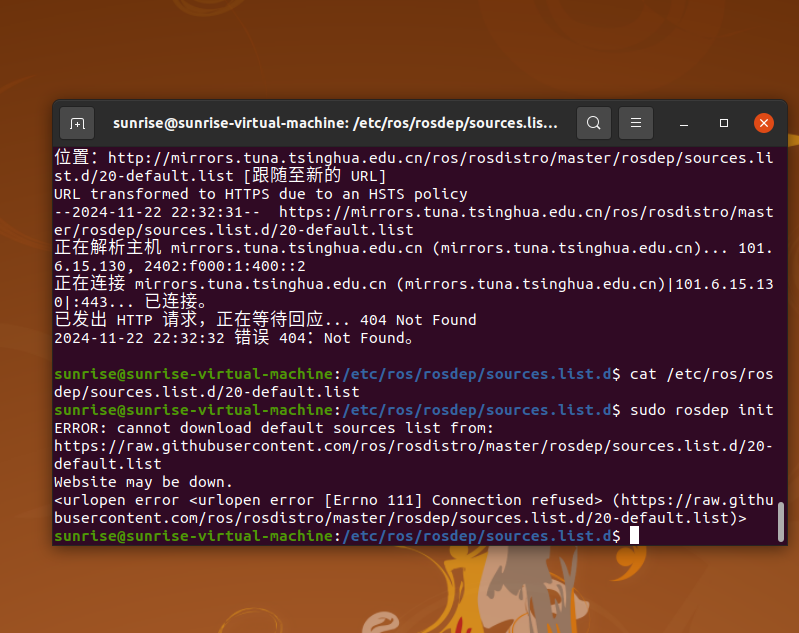 sunrise@sunrise-virtual-machine: /etc/ros/rosdep/sources.lis...
位置：http://mirrors.tuna.tsinghua.edu.cn/ros/rosdistro/master/rosdep/sources.li
st.d/20-default.list [跟随至新的 URL]
URL transformed to HTTPS due to an HSTS policy
--2024-11-22 22:32:31--  https://mirrors.tuna.tsinghua.edu.cn/ros/rosdistro/mast
er/rosdep/sources.list.d/20-default.list
正在解析主机 mirrors.tuna.tsinghua.edu.cn (mirrors.tuna.tsinghua.edu.cn)... 101.
6.15.130, 2402:f000:1:400::2
正在连接 mirrors.tuna.tsinghua.edu.cn (mirrors.tuna.tsinghua.edu.cn)|101.6.15.13
0|:443... 已连接。
已发出 HTTP 请求，正在等待回应... 404 Not Found
2024-11-22 22:32:32 错误 404：Not Found。
sunrise@sunrise-virtual-machine:/etc/ros/rosdep/sources.list.d$ cat /etc/ros/ros
dep/sources.list.d/20-default.list
sunrise@sunrise-virtual-machine:/etc/ros/rosdep/sources.list.d$ sudo rosdep init
ERROR: cannot download default sources list from:
https://raw.githubusercontent.com/ros/rosdistro/master/rosdep/sources.list.d/20-
default.list
Website may be down.
<urlopen error <urlopen error [Errno 111] Connection refused> (https://raw.githu
busercontent.com/ros/rosdistro/master/rosdep/sources.list.d/20-default.list)>
sunrise@sunrise-virtual-machine:/etc/ros/rosdep/sources.list.d$